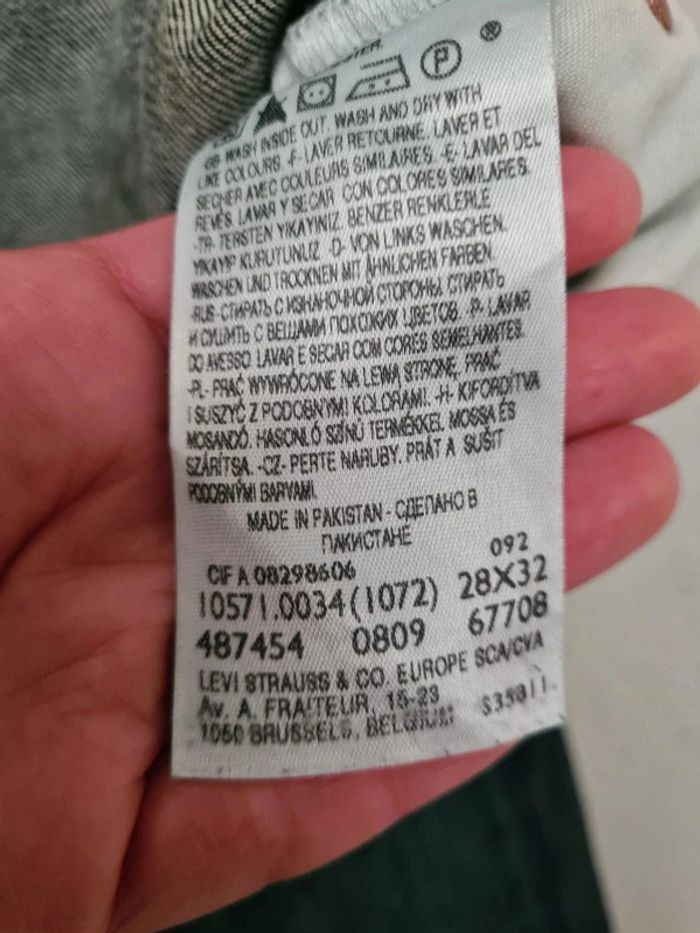 STER.
P
®
GB- WASH INSIDE OUT. WASH AND DRY WITH
LIKE COLOURS. -F- LAVER RETOURNE. LAVER ET
SECHER AVEC COULEURS SIMILAIRES. -E- LAVAR DEL
REVÉS. LAVAR Y SECAR CON COLORES SIMILARES.
-TR- TERSTEN YIKAYINIZ. BENZER RENKLERLE
YIKAYIP KURUTUNUZ. -D- VON LINKS WASCHEN.
WASCHEN UND TROCKNEN MIT ÄHNLICHEN FARBEN.
-RUS- СТИРАТЬ С ИЗНАНОЧНОЙ СТОРОНЫ. СТИРАТЬ
И СУШИТЬ С ВЕЩАМИ ПОХОЖИХ ЦВЕТОВ. -P- LAVAR
DO AVESSO LAVAR E SECAR COM CORES SEMELHANTES.
-PL- PRAĆ WYWRÓCONE NA LEWĄ STRONĘ. PRAĆ
I SUSZYĆ Z PODOBNYMI KOLORAMI. -H- KIFORDÍTVA
MOSANDÓ. HASONLÓ SZÍNŰ TERMÉKKEL MOSSA ÉS
SZÁRÍTSA. -CZ- PERTE NARUBY. PRÁT A SUŠIT
PODOBNÝMI BARVAMI.
MADE IN PAKISTAN - СДЕЛАНО В
ПАКИСТАНЕ
CIF A 08298606 092
10571.0034 (1072) 28X32
487454 0809 67708
LEVI STRAUSS & CO. EUROPE SCA/CVA
Av. A. FRAITEUR, 15-23
1050 BRUSSELS, BELGIUM S35811